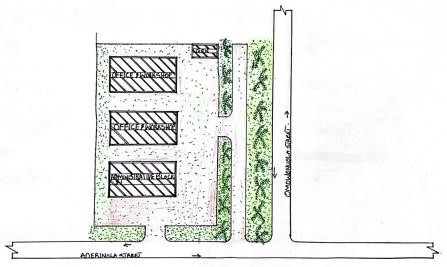 OFFICE & WORKSHOP
OFFICE & WORKSHOP
ADMINISTRATIVE BLOCK
ADERINOLA STREET